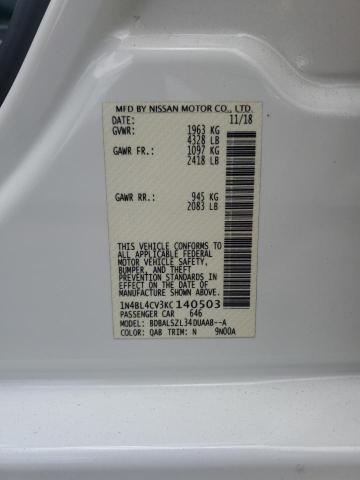 MFD BY NISSAN MOTOR CO., LTD.
DATE: 11/18
GVWR: 1963 KG
4328 LB
GAWR FR.: 1097 KG
2418 LB
GAWR RR.: 945 KG
2083 LB
THIS VEHICLE CONFORMS TO
ALL APPLICABLE FEDERAL
MOTOR VEHICLE SAFETY,
BUMPER, AND THEFT
PREVENTION STANDARDS IN
EFFECT ON THE DATE OF
MANUFACTURE SHOWN ABOVE.
1N4BL4CV3KC140503
PASSENGER CAR 646
MODEL: BDBALSZL34DUAAB--A
COLOR: QAB TRIM: N 9N00A